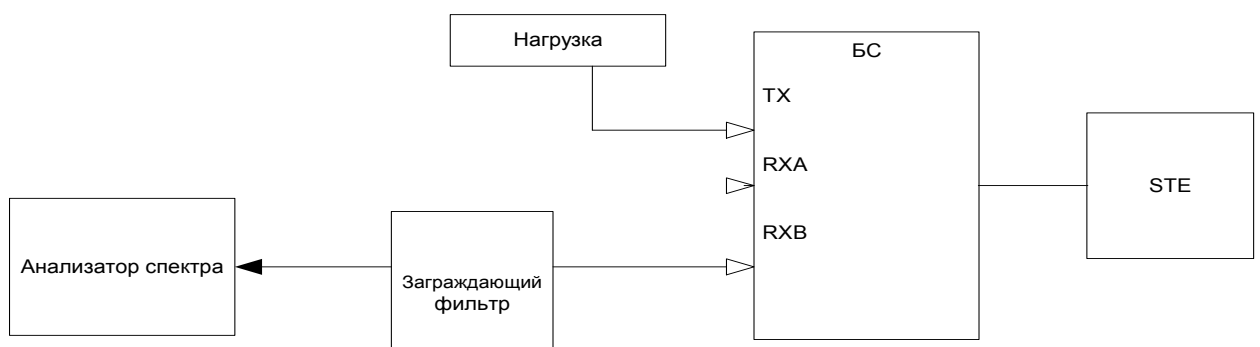 Нагрузка
БС
TX
RXA
RXB
STE
Анализатор спектра
Заграждающий
фильтр